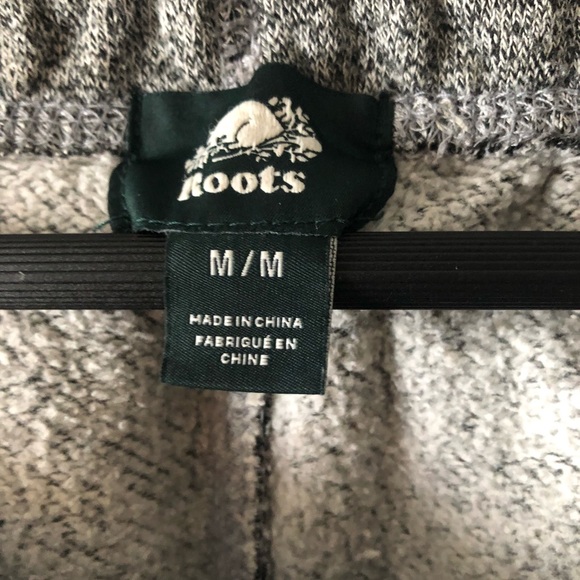 Roots
M/M
MADE IN CHINA
FABRIQUÉ EN
CHINE